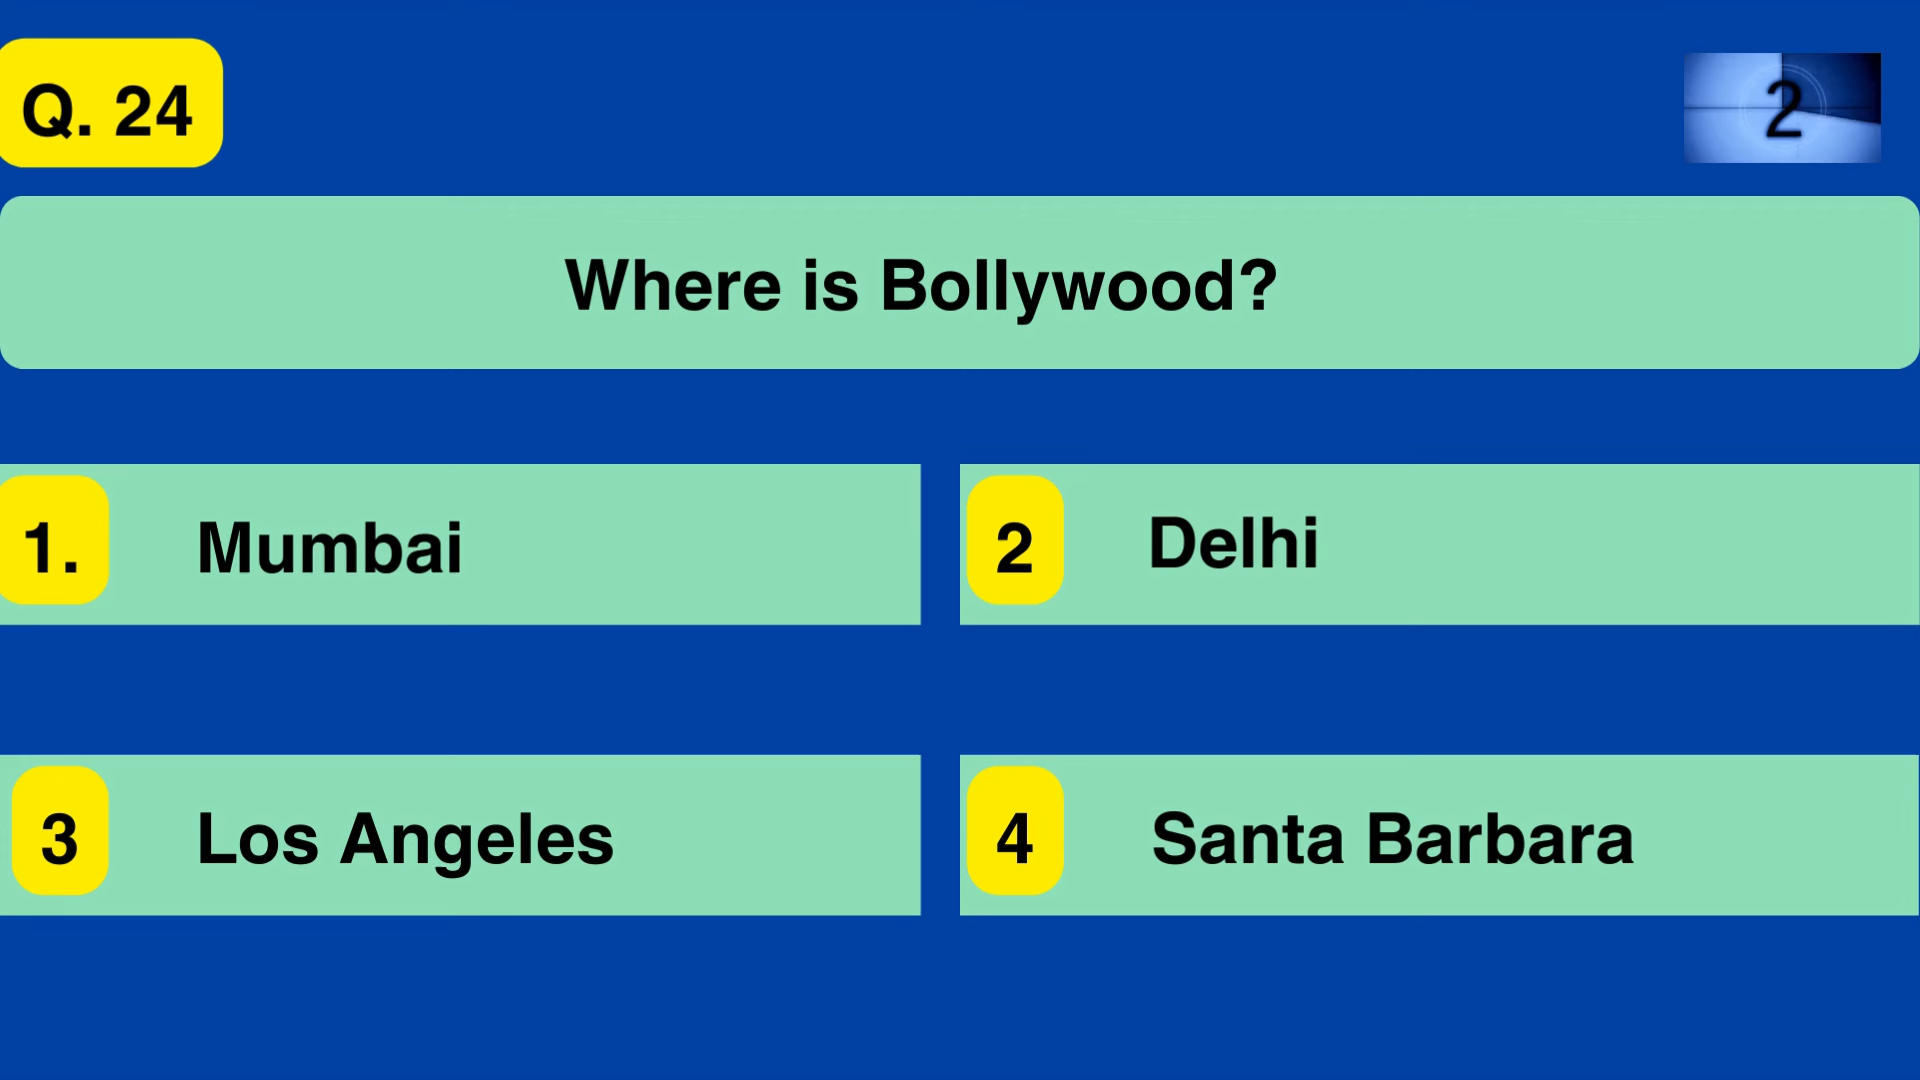 Q. 24
2
Where is Bollywood?
1. Mumbai
2 Delhi
3 Los Angeles
4 Santa Barbara